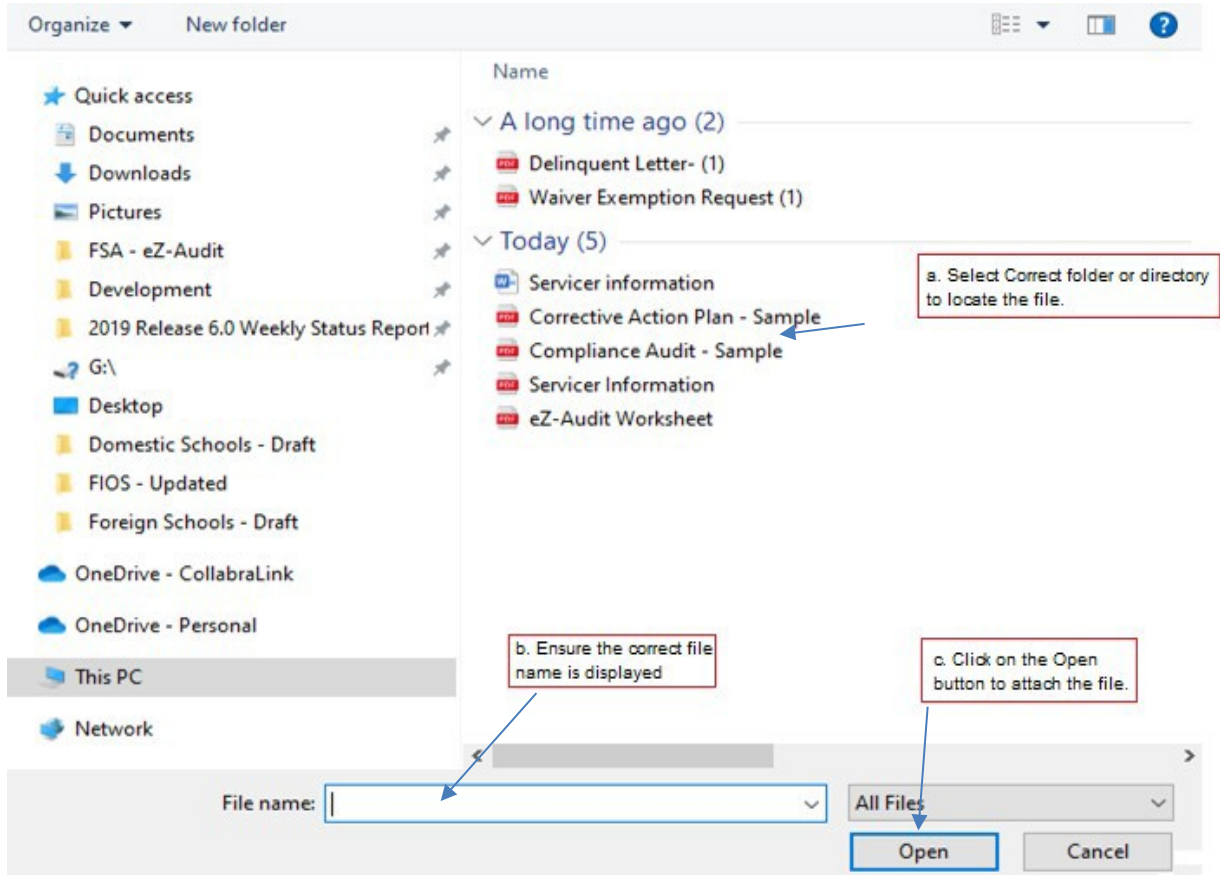 Organize New folder
Name
Quick access
Documents
Downloads
Pictures
FSA - eZ-Audit
Development
2019 Release 6.0 Weekly Status Report
G:\
Desktop
Domestic Schools - Draft
FIOS - Updated
Foreign Schools - Draft
OneDrive - CollabraLink
OneDrive - Personal
This PC
Network
A long time ago (2)
Delinquent Letter- (1)
Waiver Exemption Request (1)
Today (5)
Servicer information
Corrective Action Plan - Sample
Compliance Audit - Sample
Servicer Information
eZ-Audit Worksheet
a. Select Correct folder or directory
to locate the file.
b. Ensure the correct file
name is displayed
c. Click on the Open
button to attach the file.
File name:
All Files
Open Cancel